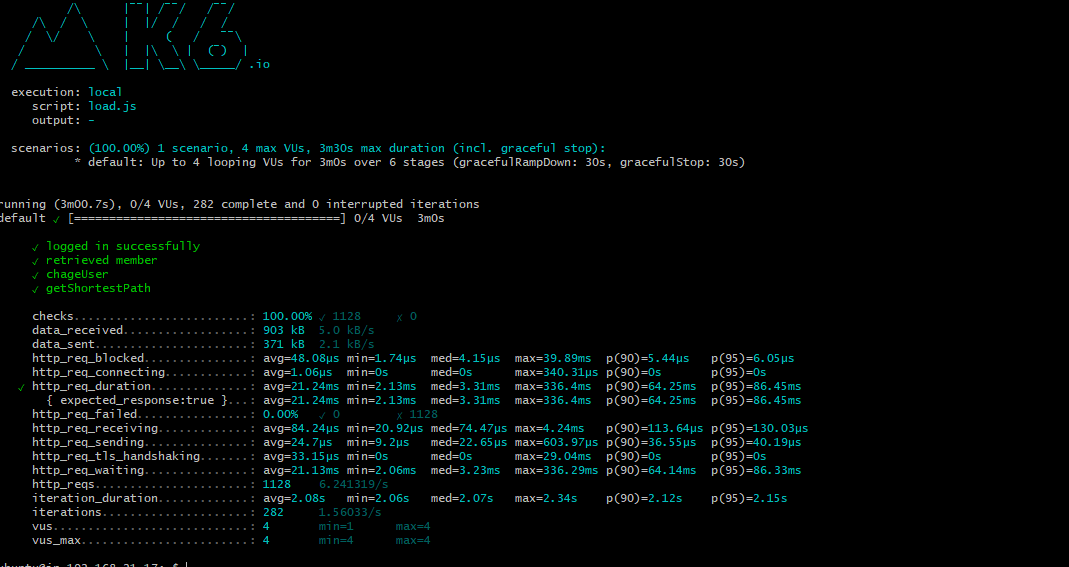 .io
execution: local
script: load.js
output: -
scenarios: (100.00%) 1 scenario, 4 max VUs, 3m30s max duration (incl. graceful stop):
* default: Up to 4 looping VUs for 3m0s over 6 stages (gracefulRampDown: 30s, gracefulStop: 30s)
running (3m00.7s), 0/4 VUs, 282 complete and 0 interrupted iterations
default ✓ [======================================] 0/4 VUs  3m0s
✓ logged in successfully
✓ retrieved member
✓ chageUser
✓ getShortestPath
checks.........................: 100.00% ✓ 1128 ✗ 0
data_received..................: 903 kB 5.0 kB/s
data_sent......................: 371 kB 2.1 kB/s
http_req_blocked...............: avg=48.08µs min=1.74µs med=4.15µs max=39.89ms p(90)=5.44µs p(95)=6.05µs
http_req_connecting............: avg=1.06µs min=0s med=0s max=340.31µs p(90)=0s p(95)=0s
✓ http_req_duration..............: avg=21.24ms min=2.13ms med=3.31ms max=336.4ms p(90)=64.25ms p(95)=86.45ms
{ expected_response:true }...: avg=21.24ms min=2.13ms med=3.31ms max=336.4ms p(90)=64.25ms p(95)=86.45ms
http_req_failed................: 0.00% ✓ 0 ✗ 1128
http_req_receiving.............: avg=84.24µs min=20.92µs med=74.47µs max=4.24ms p(90)=113.64µs p(95)=130.03µs
http_req_sending...............: avg=24.7µs min=9.2µs med=22.65µs max=603.97µs p(90)=36.55µs p(95)=40.19µs
http_req_tls_handshaking.......: avg=33.15µs min=0s med=0s max=29.04ms p(90)=0s p(95)=0s
http_req_waiting...............: avg=21.13ms min=2.06ms med=3.23ms max=336.29ms p(90)=64.14ms p(95)=86.33ms
http_reqs......................: 1128 6.241319/s
iteration_duration.............: avg=2.08s min=2.06s med=2.07s max=2.34s p(90)=2.12s p(95)=2.15s
iterations.....................: 282 1.56033/s
vus............................: 4 min=1 max=4
vus_max........................: 4 min=4 max=4